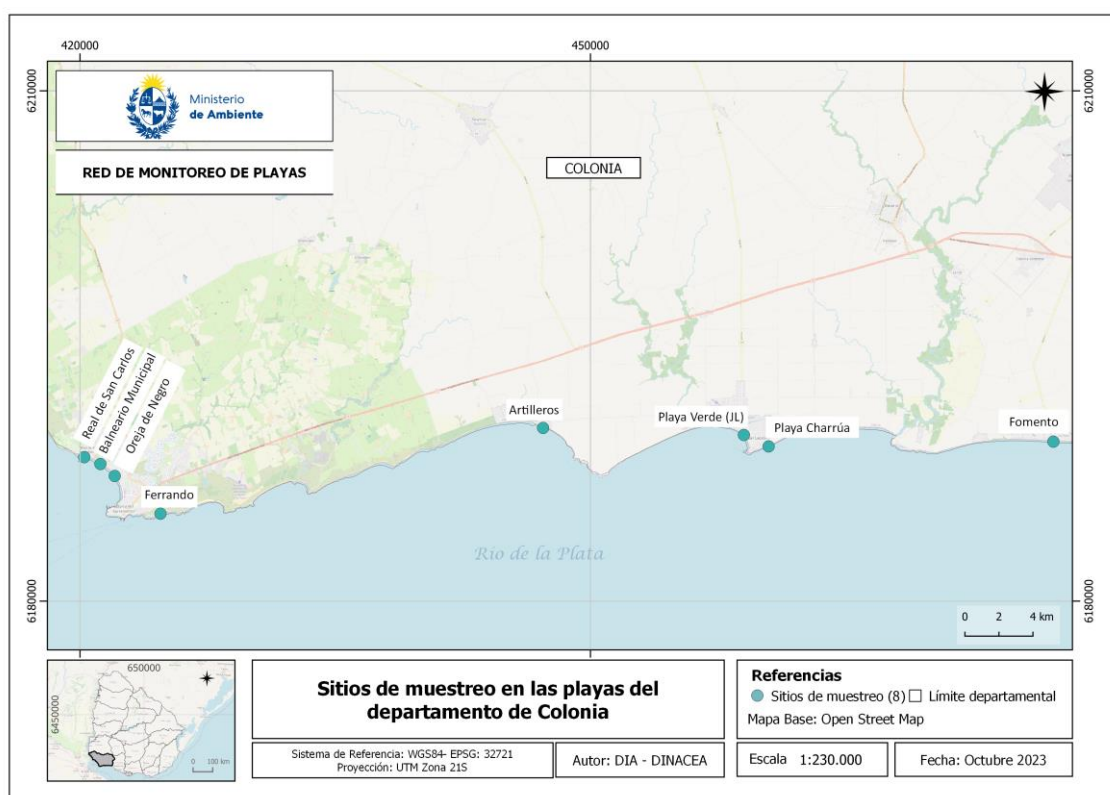 420000
450000
6210000
6210000
Ministerio
de Ambiente
RED DE MONITOREO DE PLAYAS
COLONIA
Real de San Carlos
Balneario Municipal
Oreja de Negro
Ferrando
Artilleros
Playa Verde (JL)
Playa Charrúa
Fomento
Río de la Plata
6180000
6180000
0 2 4 km
650000
6450000
0 100 km
Sitios de muestreo en las playas del
departamento de Colonia
Sistema de Referencia: WGS84- EPSG: 32721
Proyección: UTM Zona 21S
Autor: DIA - DINACEA
Referencias
Sitios de muestreo (8) Límite departamental
Mapa Base: Open Street Map
Escala 1:230.000
Fecha: Octubre 2023